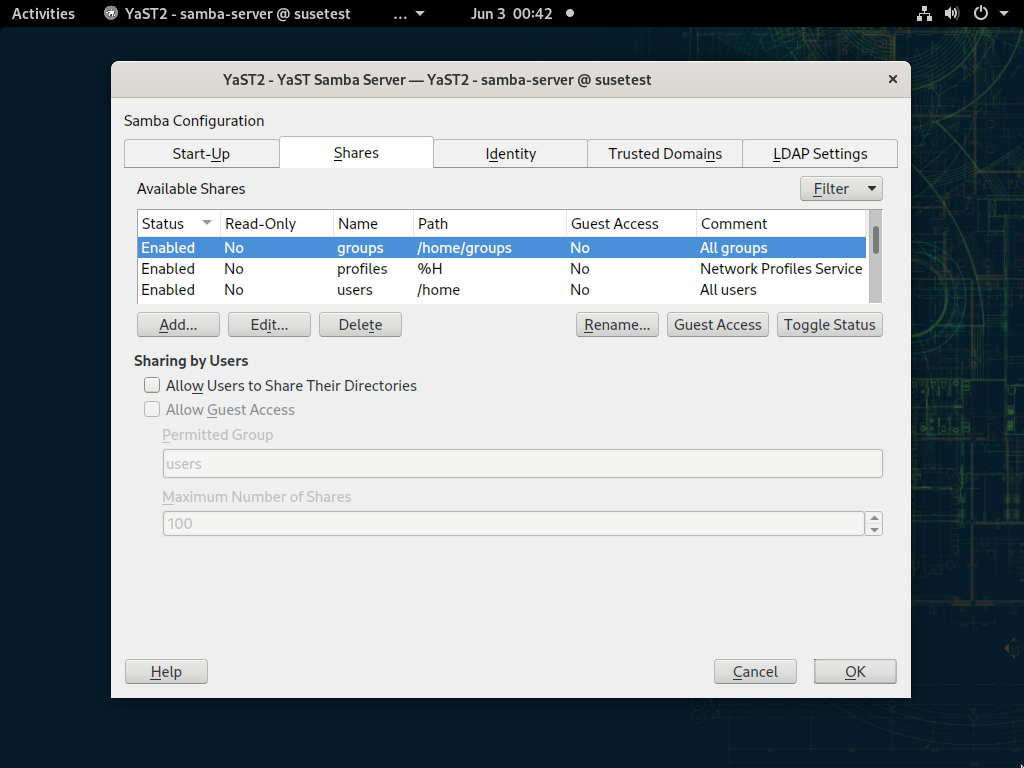 Activities YaST2 - samba-server @ susetest ... Jun 3 00:42
YaST2 - YaST Samba Server — YaST2 - samba-server @ susetest
Samba Configuration
Start-Up Shares Identity Trusted Domains LDAP Settings
Available Shares Filter
Status Read-Only Name Path Guest Access Comment
Enabled No groups /home/groups No All groups
Enabled No profiles %H No Network Profiles Service
Enabled No users /home No All users
Add... Edit... Delete Rename... Guest Access Toggle Status
Sharing by Users
Allow Users to Share Their Directories
Allow Guest Access
Permitted Group
users
Maximum Number of Shares
100
Help Cancel OK